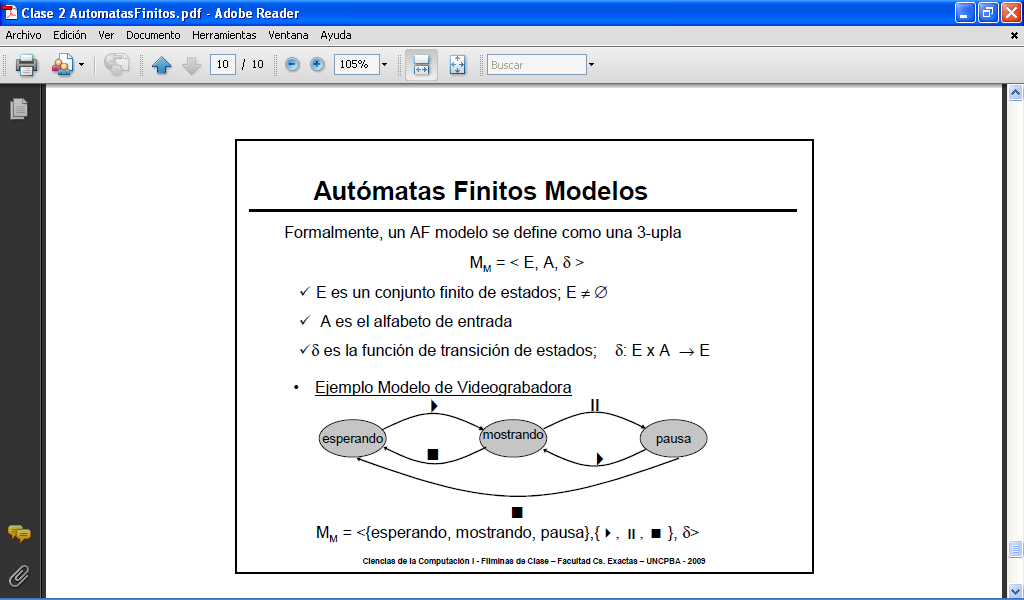 Clase 2 AutomatasFinitos.pdf - Adobe Reader
Archivo Edición Ver Documento Herramientas Ventana Ayuda
10 / 10 105% Buscar
Autómatas Finitos Modelos
Formalmente, un AF modelo se define como una 3-upla
M_M = < E, A, δ >
✓ E es un conjunto finito de estados; E ≠ ∅
✓ A es el alfabeto de entrada
✓δ es la función de transición de estados; δ: E x A → E
• Ejemplo Modelo de Videograbadora
esperando mostrando pausa
M_M = <{esperando, mostrando, pausa},{ ⏵ , ॥ , ■ }, δ>
Ciencias de la Computación I - Filminas de Clase – Facultad Cs. Exactas – UNCPBA - 2009